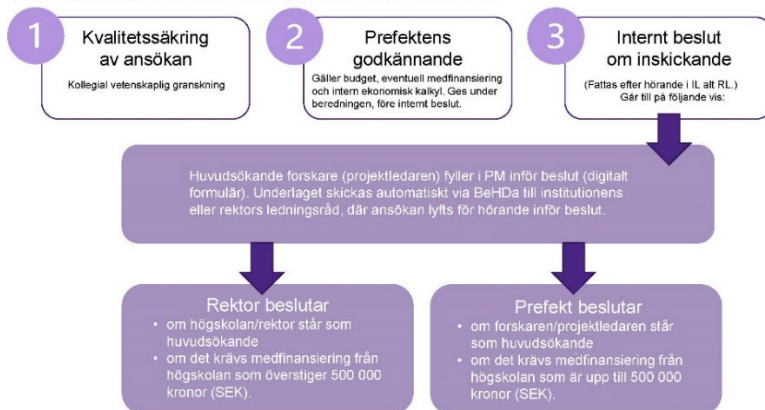 1
Kvalitetssäkring
av ansökan
Kollegial vetenskaplig granskning
2
Prefektens
godkännande
Gäller budget, eventuell medfinansiering
och intern ekonomisk kalkyl. Ges under
beredningen, före internt beslut.
3
Internt beslut
om inskickande
(Fattas efter hörande i IL alt RL.)
Går till på följande vis:
Huvudsökande forskare (projektledaren) fyller i PM inför beslut (digitalt
formulär). Underlaget skickas automatiskt via BeHDa till institutionens
eller rektors ledningsråd, där ansökan lyfts för hörande inför beslut.
Rektor beslutar
• om högskolan/rektor står som
huvudsökande
• om det krävs medfinansiering från
högskolan som överstiger 500 000
kronor (SEK).
Prefekt beslutar
• om forskaren/projektledaren står
som huvudsökande
• om det krävs medfinansiering från
högskolan som är upp till 500 000
kronor (SEK).